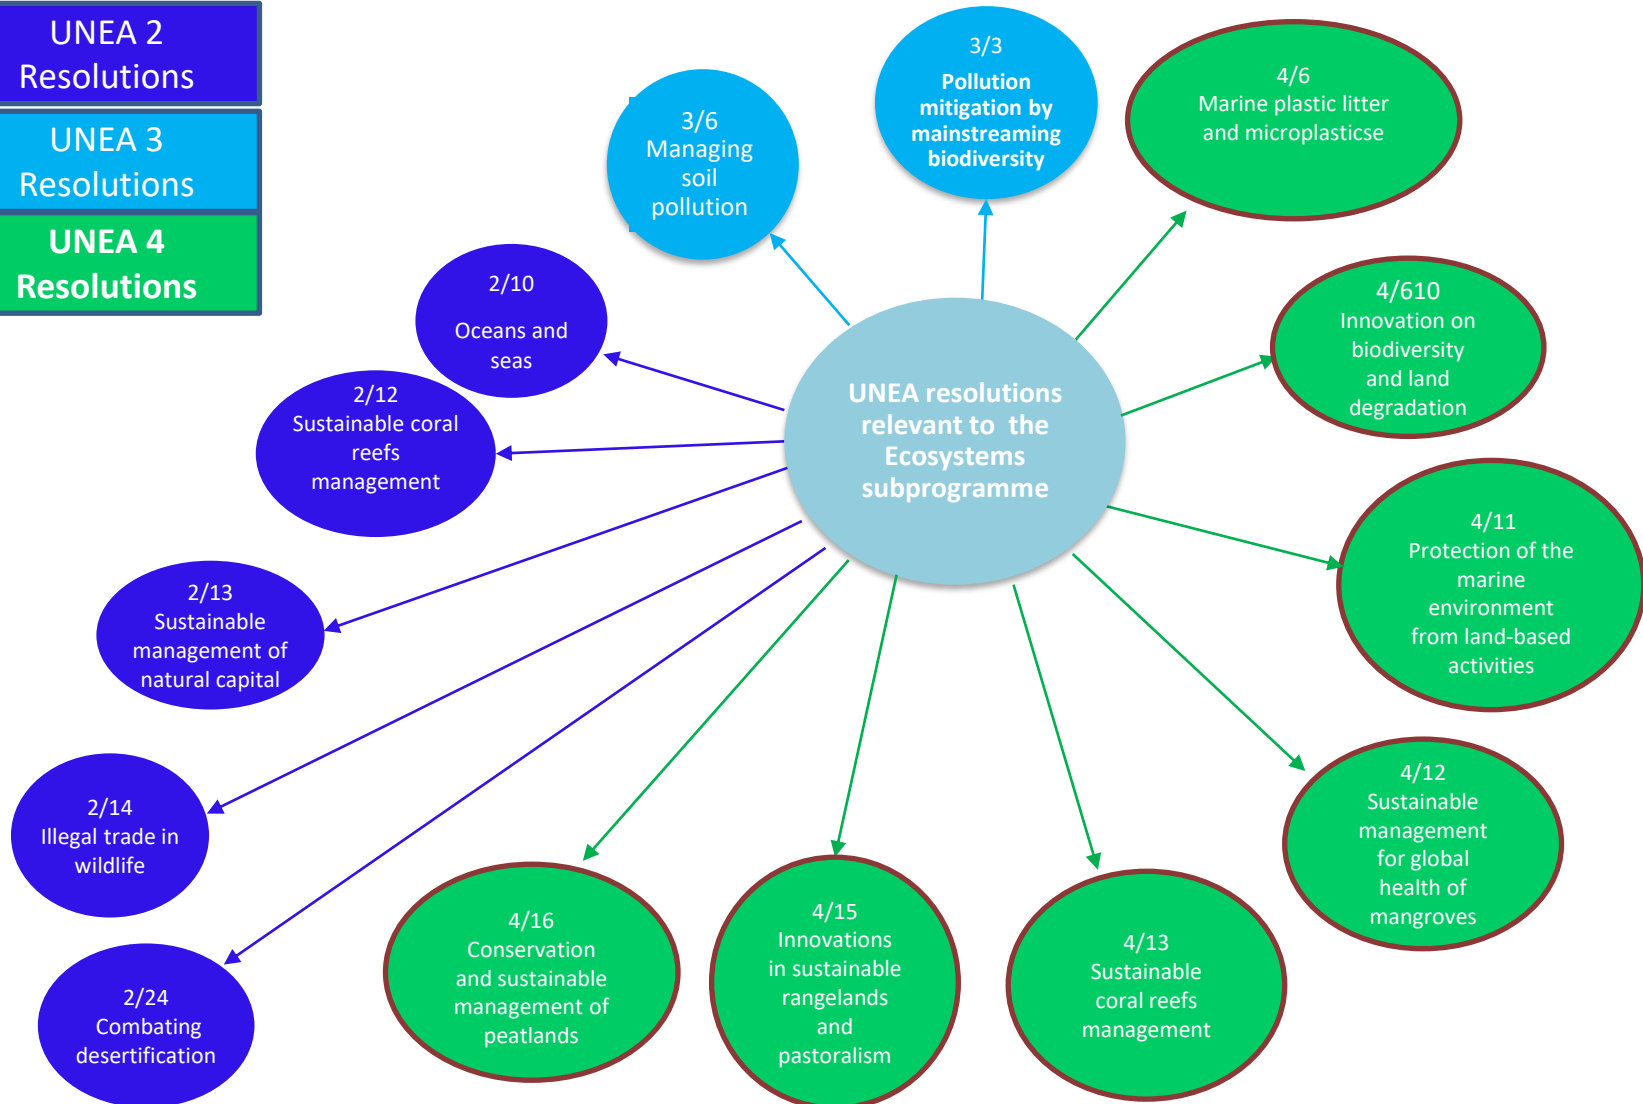 UNEA 2
Resolutions
UNEA 3
Resolutions
UNEA 4
Resolutions
3/3
Pollution
mitigation by
mainstreaming
biodiversity
4/6
Marine plastic litter
and microplasticse
3/6
Managing
soil
pollution
2/10
Oceans and
seas
4/610
Innovation on
biodiversity
and land
degradation
2/12
Sustainable coral
reefs
management
UNEA resolutions
relevant to the
Ecosystems
subprogramme
4/11
Protection of the
marine
environment
from land-based
activities
2/13
Sustainable
management of
natural capital
2/14
Illegal trade in
wildlife
4/12
Sustainable
management
for global
health of
mangroves
4/16
Conservation
and sustainable
management of
peatlands
4/15
Innovations
in sustainable
rangelands
and
pastoralism
4/13
Sustainable
coral reefs
management
2/24
Combating
desertification